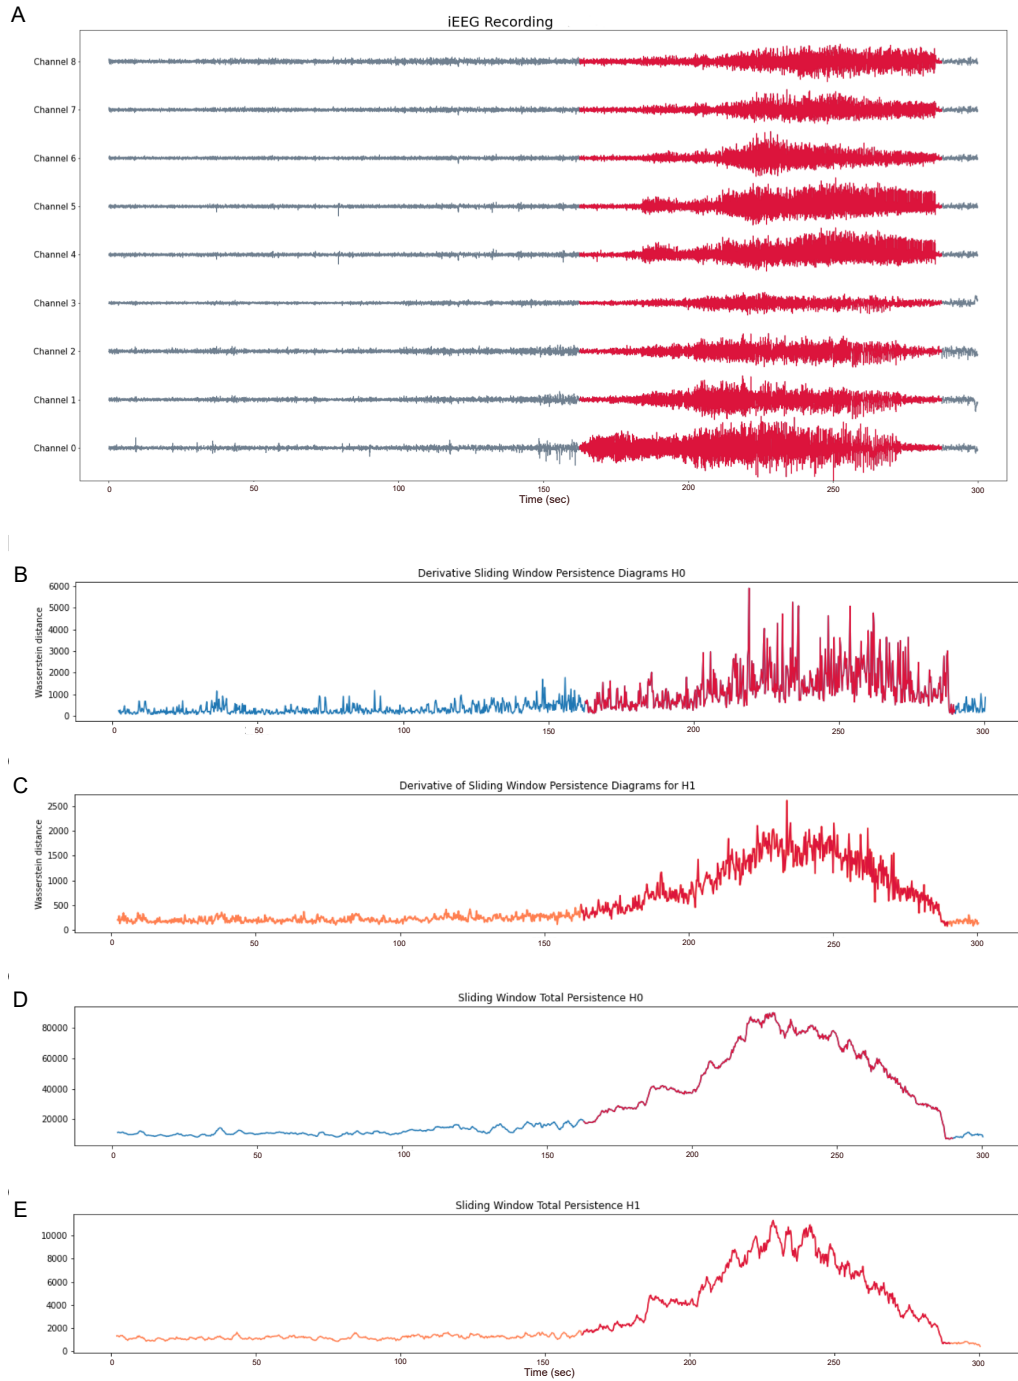 A
iEEG Recording
Channel 8
Channel 7
Channel 6
Channel 5
Channel 4
Channel 3
Channel 2
Channel 1
Channel 0
0 50 100 150 200 250 300
Time (sec)
B
Derivative Sliding Window Persistence Diagrams H0
Wasserstein distance
6000
5000
4000
3000
2000
1000
0
0 50 100 150 200 250 300
C
Derivative of Sliding Window Persistence Diagrams for H1
Wasserstein distance
2500
2000
1500
1000
500
0
0 50 100 150 200 250 300
D
Sliding Window Total Persistence H0
80000
60000
40000
20000
0 50 100 150 200 250 300
E
Sliding Window Total Persistence H1
10000
8000
6000
4000
2000
0
0 50 100 150 200 250 300
Time (sec)